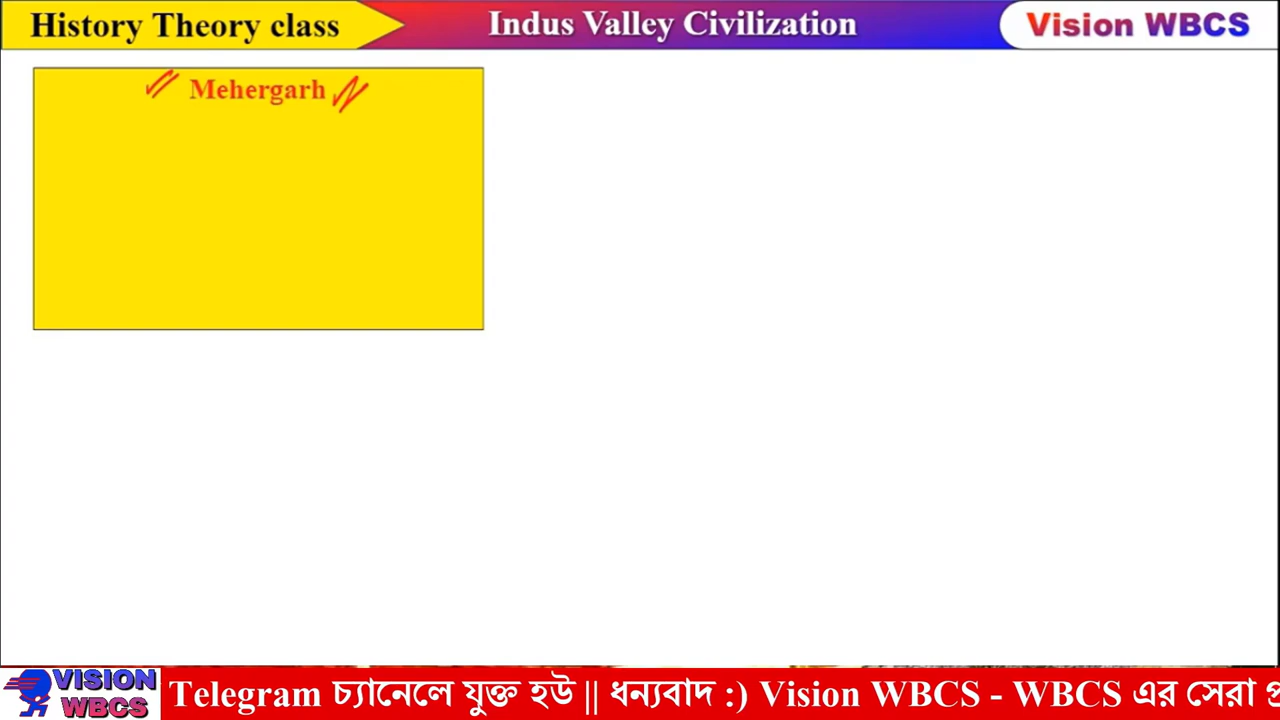 History Theory class
Indus Valley Civilization
Vision WBCS
Mehergarh
VISION
WBCS
Telegram চ্যানেলে যুক্ত হউ || ধন্যবাদ :) Vision WBCS - WBCS এর সেরা